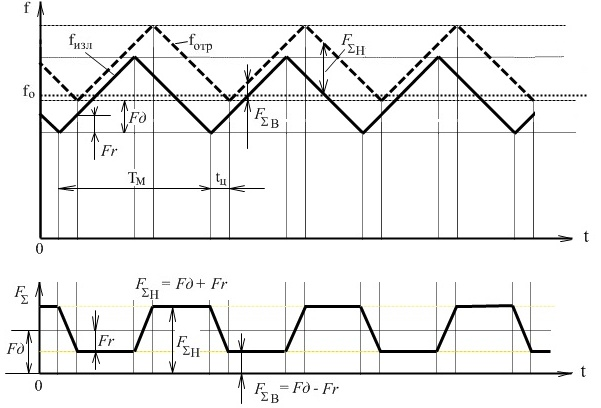 f
fизл
fотр
FΣН
fо
Fд
FΣВ
Fr
Tм
tц
0
t
FΣ
FΣН = Fд + Fr
Fr
Fд
FΣН
0
t
FΣВ = Fд - Fr